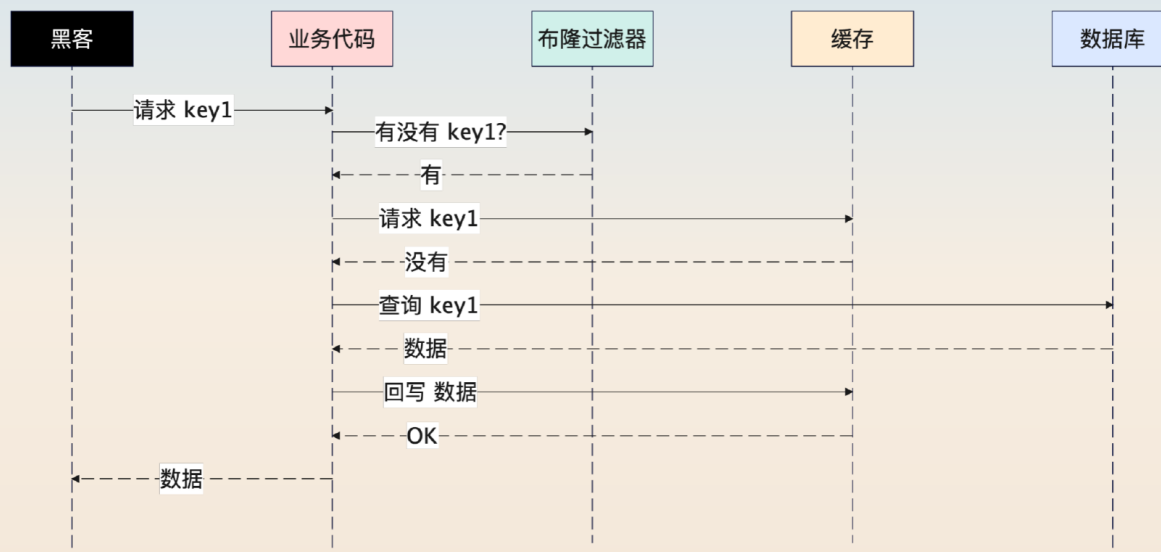 黑客
业务代码
布隆过滤器
缓存
数据库
请求 key1
有没有 key1?
有
请求 key1
没有
查询 key1
数据
回写 数据
OK
数据